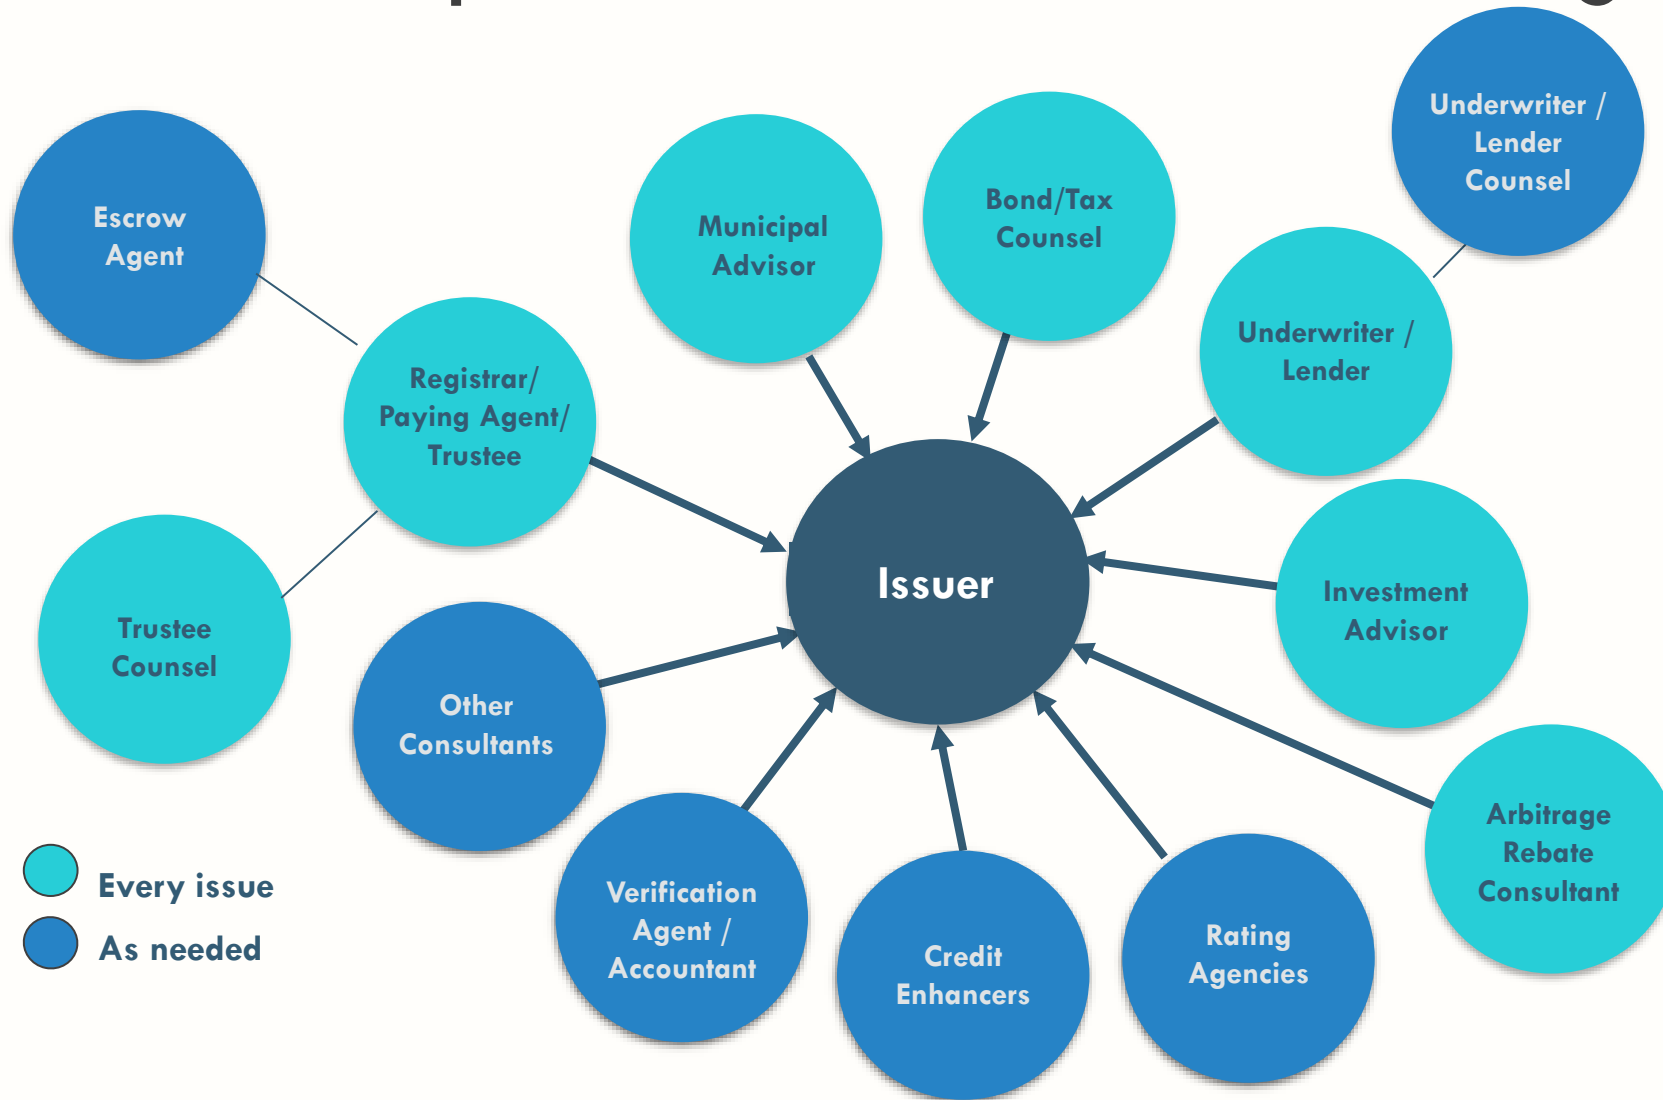 Underwriter /
Lender
Counsel
Escrow
Agent
Municipal
Advisor
Bond/Tax
Counsel
Underwriter /
Lender
Registrar/
Paying Agent/
Trustee
Issuer
Investment
Advisor
Trustee
Counsel
Other
Consultants
Arbitrage
Rebate
Consultant
Verification
Agent /
Accountant
Credit
Enhancers
Rating
Agencies
Every issue
As needed